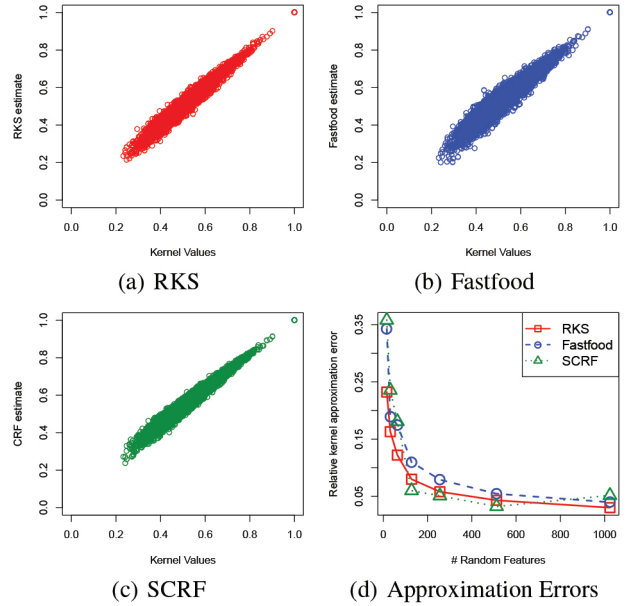 1.0
0.8
0.6
0.4
0.2
0.0
RKS estimate
0.0 0.2 0.4 0.6 0.8 1.0
Kernel Values
(a) RKS
1.0
0.8
0.6
0.4
0.2
0.0
Fastfood estimate
0.0 0.2 0.4 0.6 0.8 1.0
Kernel Values
(b) Fastfood
1.0
0.8
0.6
0.4
0.2
0.0
CRF estimate
0.0 0.2 0.4 0.6 0.8 1.0
Kernel Values
(c) SCRF
0.35
0.25
0.15
0.05
Relative kernel approximation error
RKS
Fastfood
SCRF
0 200 400 600 800 1000
# Random Features
(d) Approximation Errors